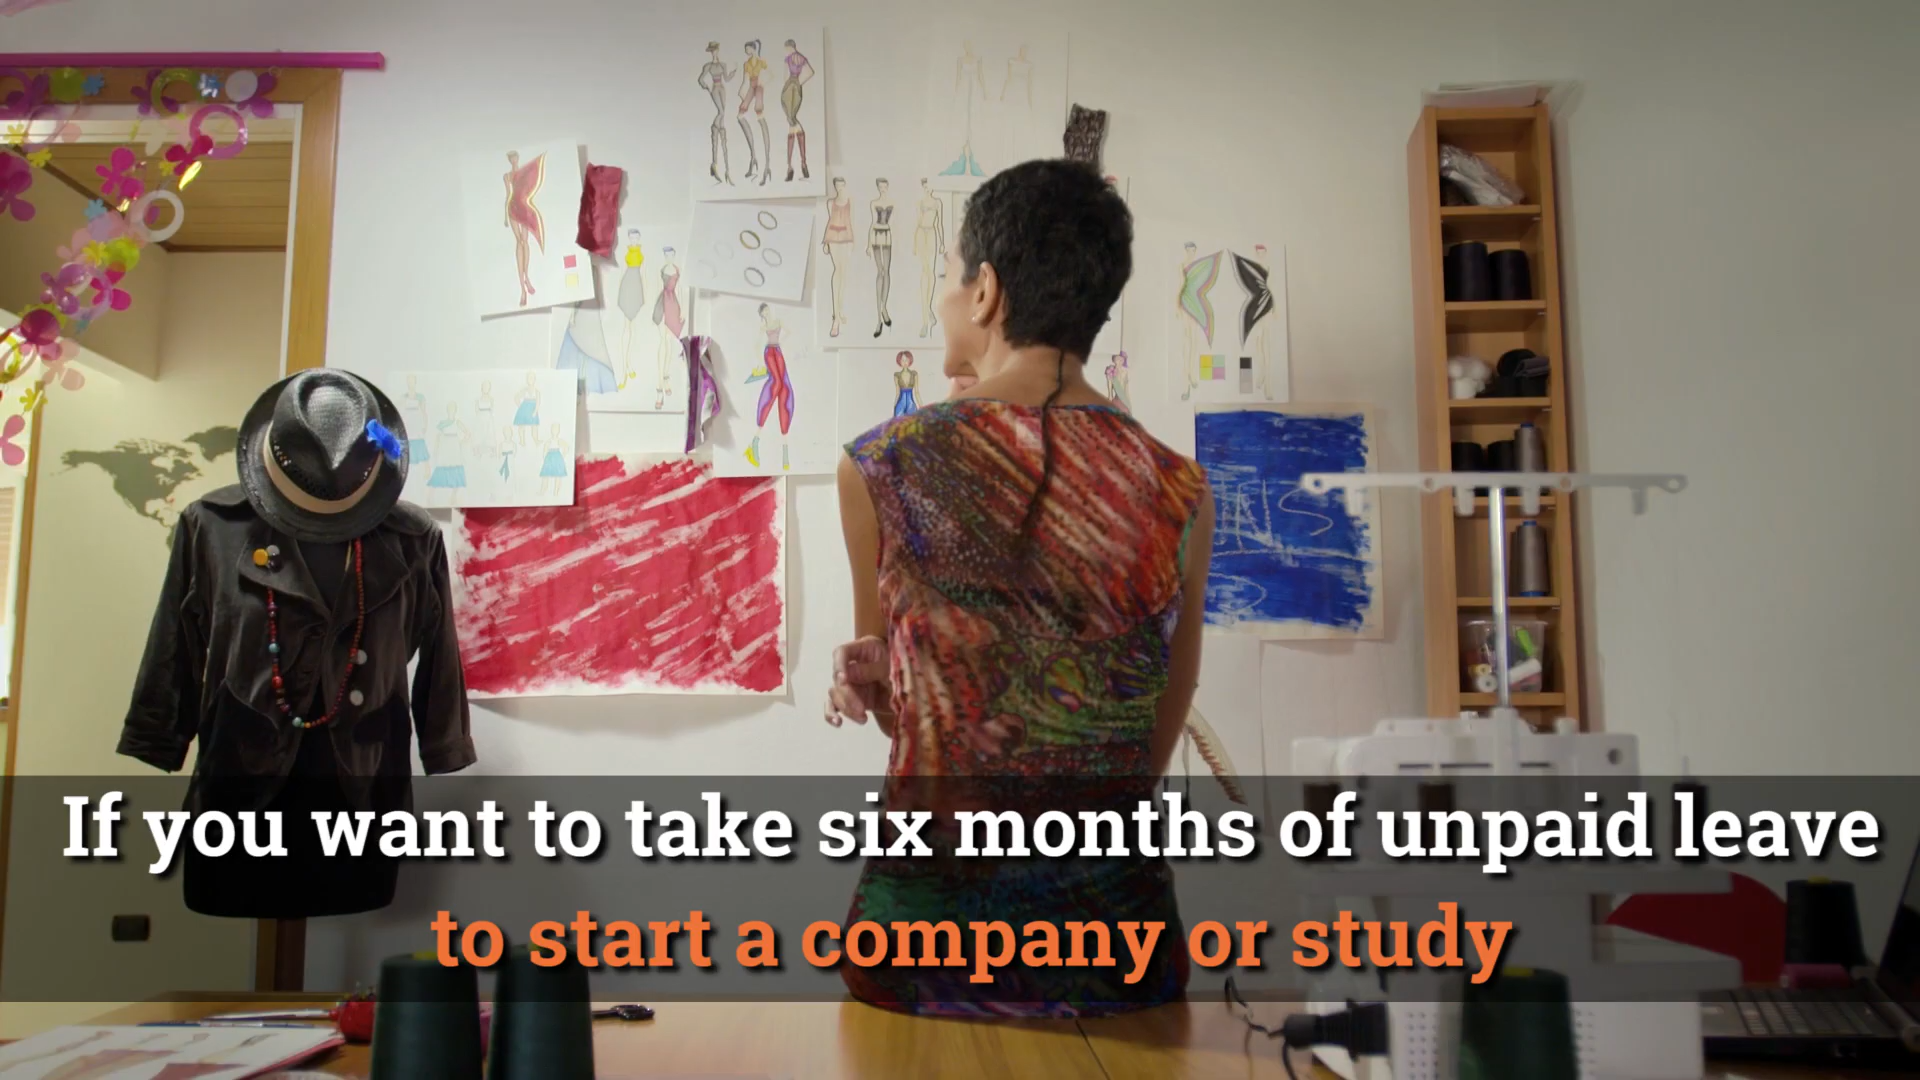 If you want to take six months of unpaid leave
to start a company or study